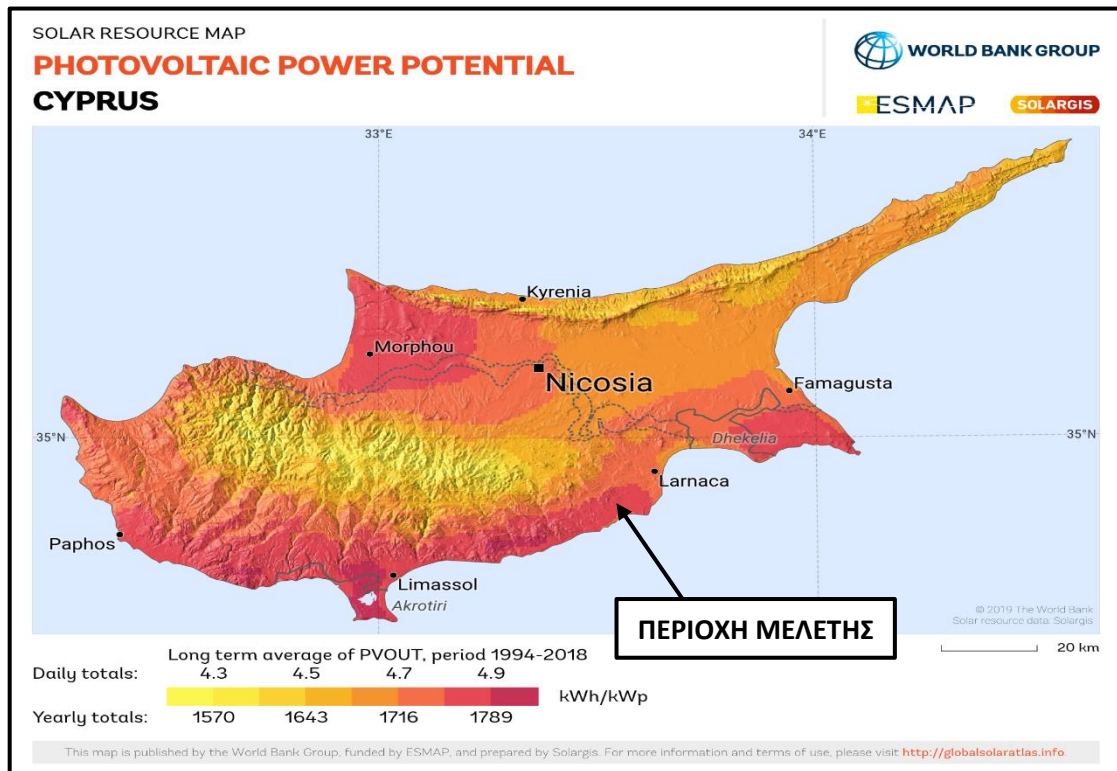 SOLAR RESOURCE MAP
PHOTOVOLTAIC POWER POTENTIAL
CYPRUS
WORLD BANK GROUP
ESMAP
SOLARGIS
33°E
34°E
Kyrenia
Morphou
Nicosia
Famagusta
35°N
Dhekelia
35°N
Larnaca
Paphos
Limassol
Akrotiri
ΠΕΡΙΟΧΗ ΜΕΛΕΤΗΣ
© 2019 The World Bank
Solar resource data: Solargis
20 km
Long term average of PVOUT, period 1994-2018
Daily totals: 4.3 4.5 4.7 4.9
kWh/kWp
Yearly totals: 1570 1643 1716 1789
This map is published by the World Bank Group, funded by ESMAP, and prepared by Solargis. For more information and terms of use, please visit http://globalsolaratlas.info.